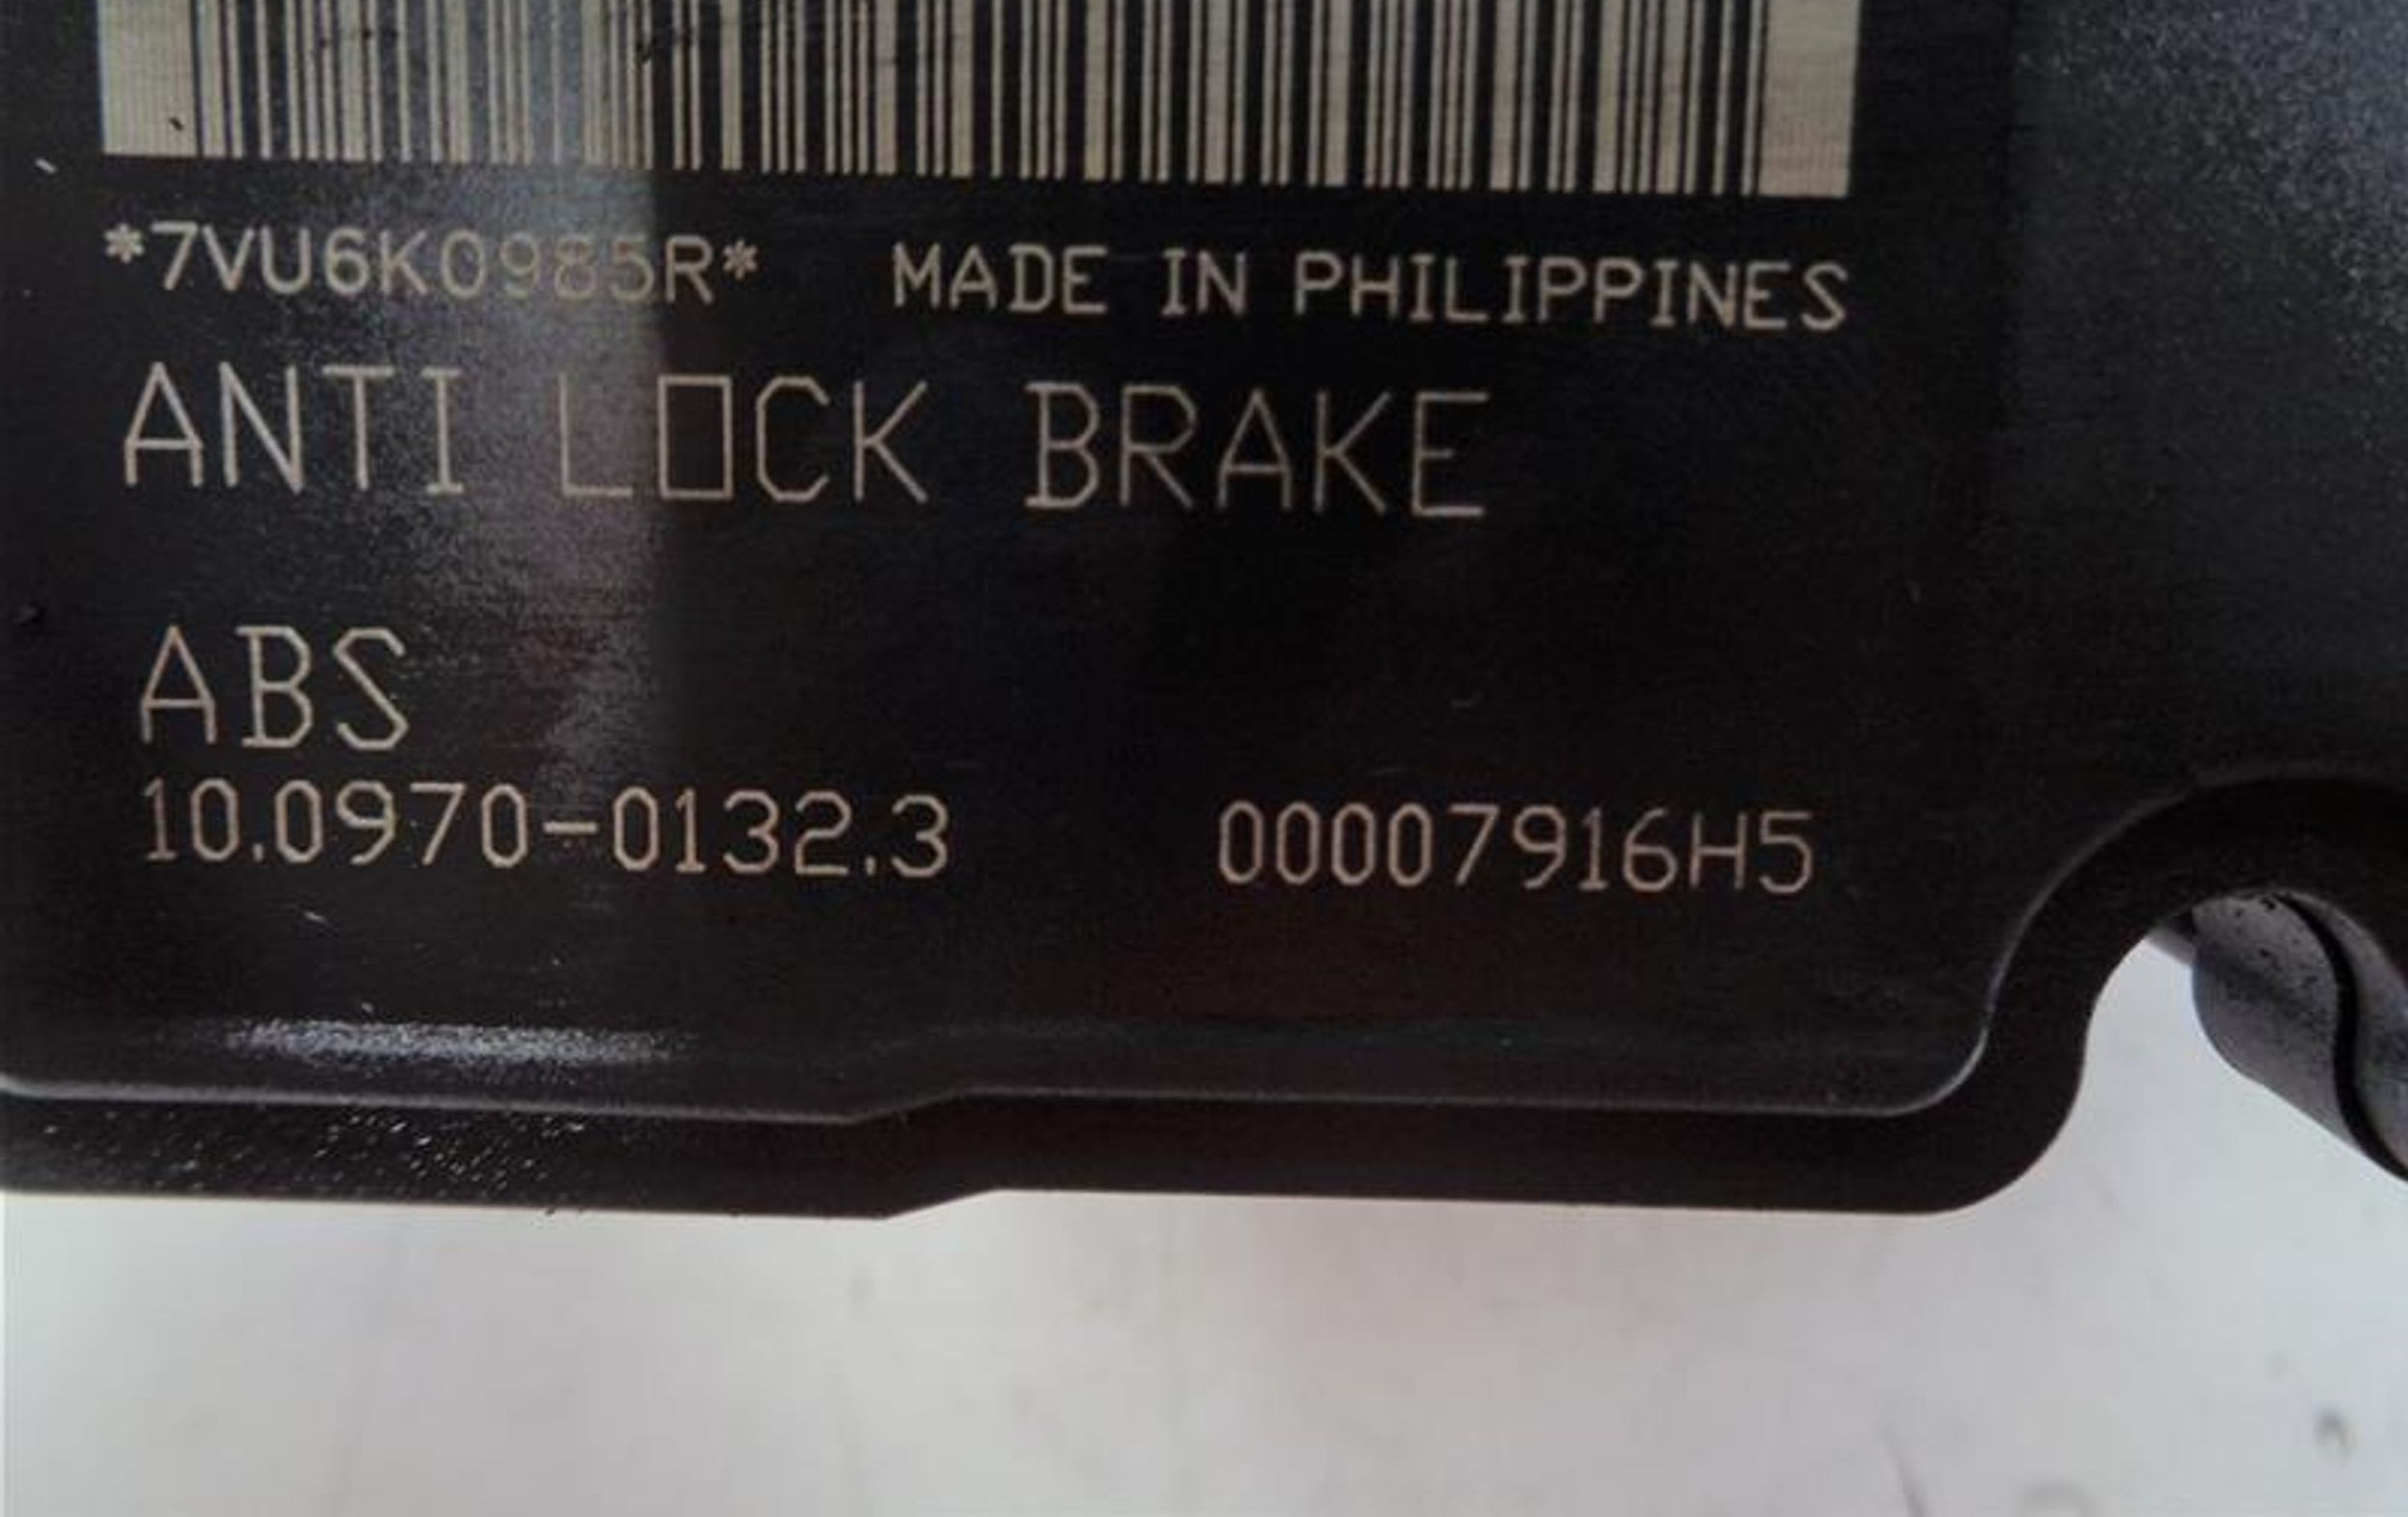 *7VU6K0985R* MADE IN PHILIPPINES
ANTI LOCK BRAKE
ABS
10.0970-0132.3 00007916H5